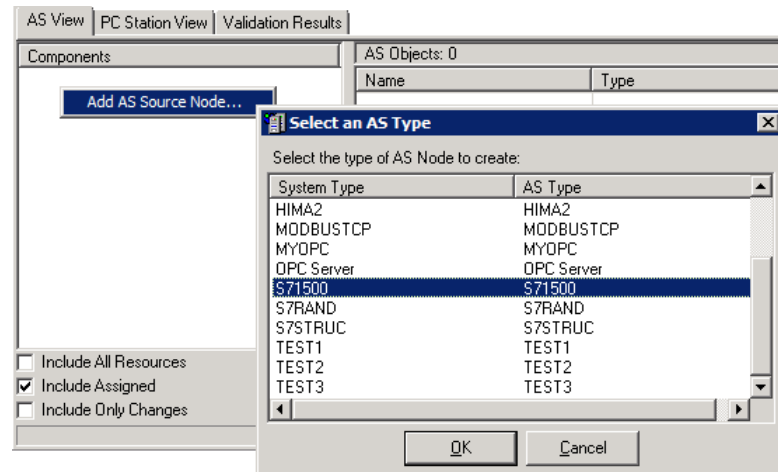 AS View PC Station View Validation Results
Components
AS Objects: 0
Name Type
Add AS Source Node...
Select an AS Type
Select the type of AS Node to create:
System Type AS Type
HIMA2 HIMA2
MODBUSTCP MODBUSTCP
MYOPC MYOPC
OPC Server OPC Server
S71500 S71500
S7RAND S7RAND
S7STRUC S7STRUC
TEST1 TEST1
TEST2 TEST2
TEST3 TEST3
Include All Resources
Include Assigned
Include Only Changes
OK Cancel